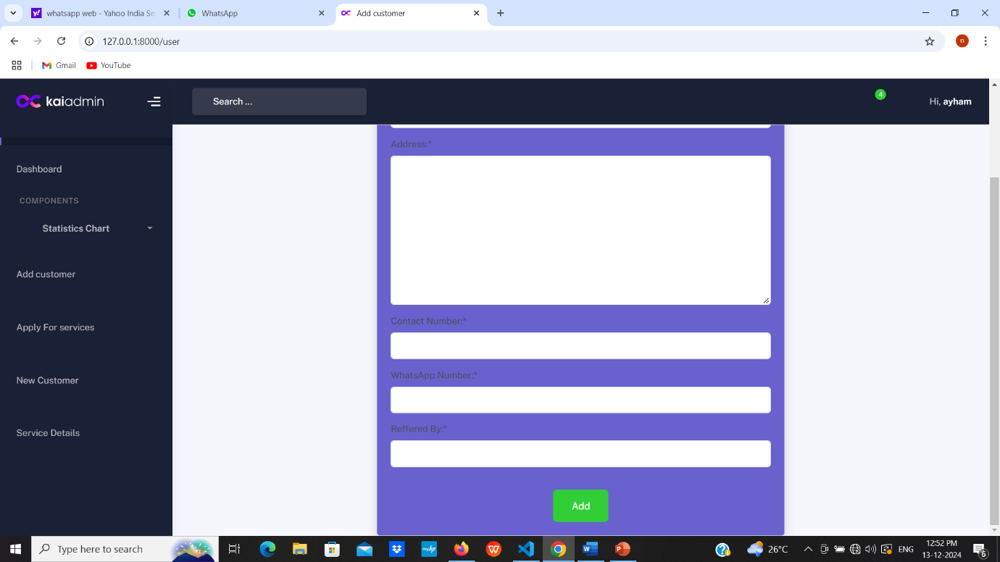 whatsapp web - Yahoo India Se
WhatsApp
Add customer
127.0.0.1:8000/user
n
Gmail
YouTube
kaiadmin
Search ...
4
Hi, ayham
Dashboard
COMPONENTS
Statistics Chart
Add customer
Apply For services
New Customer
Service Details
Address:*
Contact Number:*
WhatsApp Number:*
Reffered By:*
Add
Type here to search
26°C
ENG
12:52 PM
13-12-2024
6